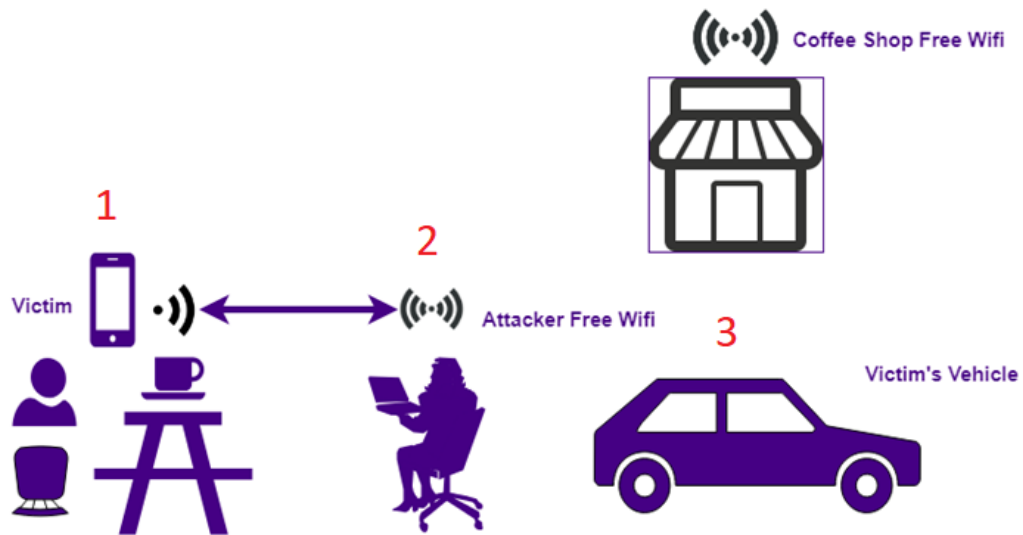 Coffee Shop Free Wifi
1
2
Victim
Attacker Free Wifi
3
Victim's Vehicle